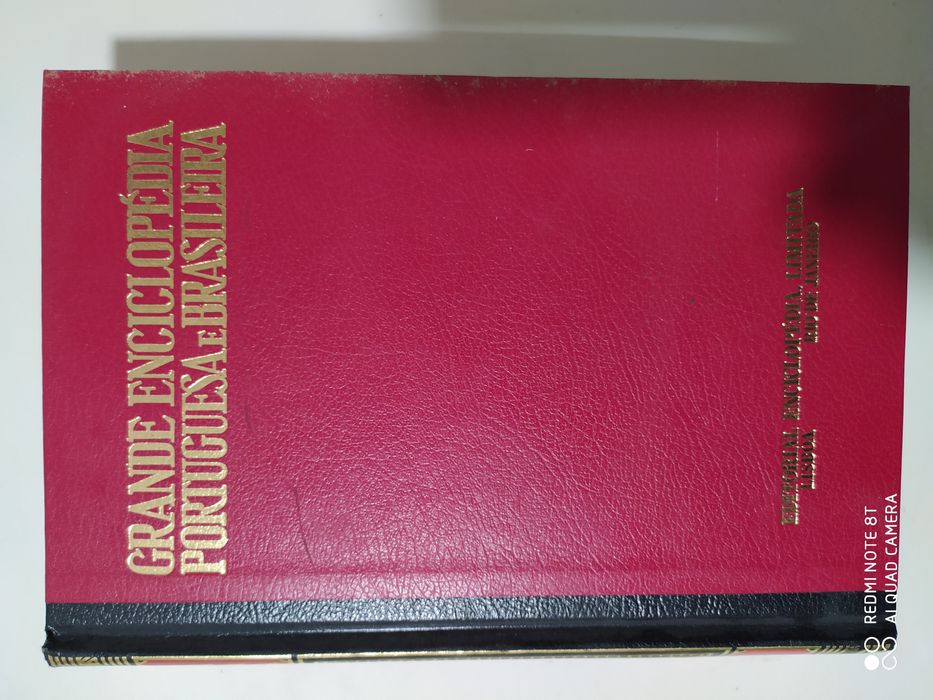 GRANDE ENCICLOPÉDIA
PORTUGUESA E BRASILEIRA
EDITORIAL ENCICLOPÉDIA, LIMITADA
LISBOA, RIO DE JANEIRO
REDMI NOTE 8T
AI QUAD CAMERA